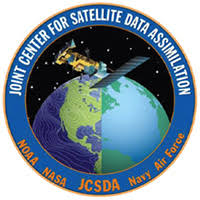 JOINT CENTER FOR SATELLITE DATA ASSIMILATION
NOAA NASA JCSDA Navy Air Force